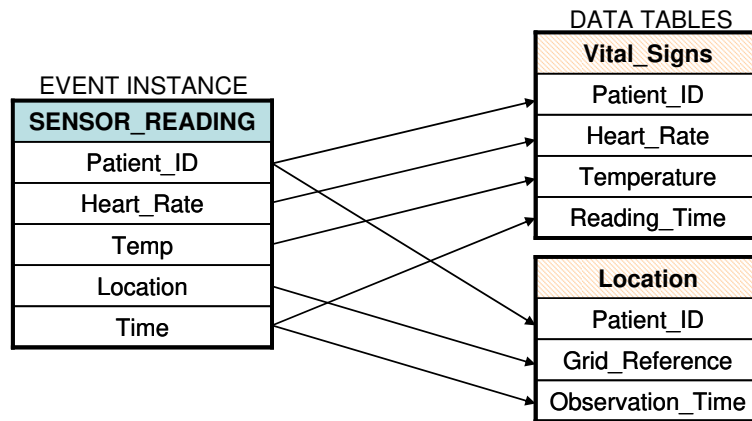 EVENT INSTANCE
SENSOR_READING
Patient_ID
Heart_Rate
Temp
Location
Time
DATA TABLES
Vital_Signs
Patient_ID
Heart_Rate
Temperature
Reading_Time
Location
Patient_ID
Grid_Reference
Observation_Time